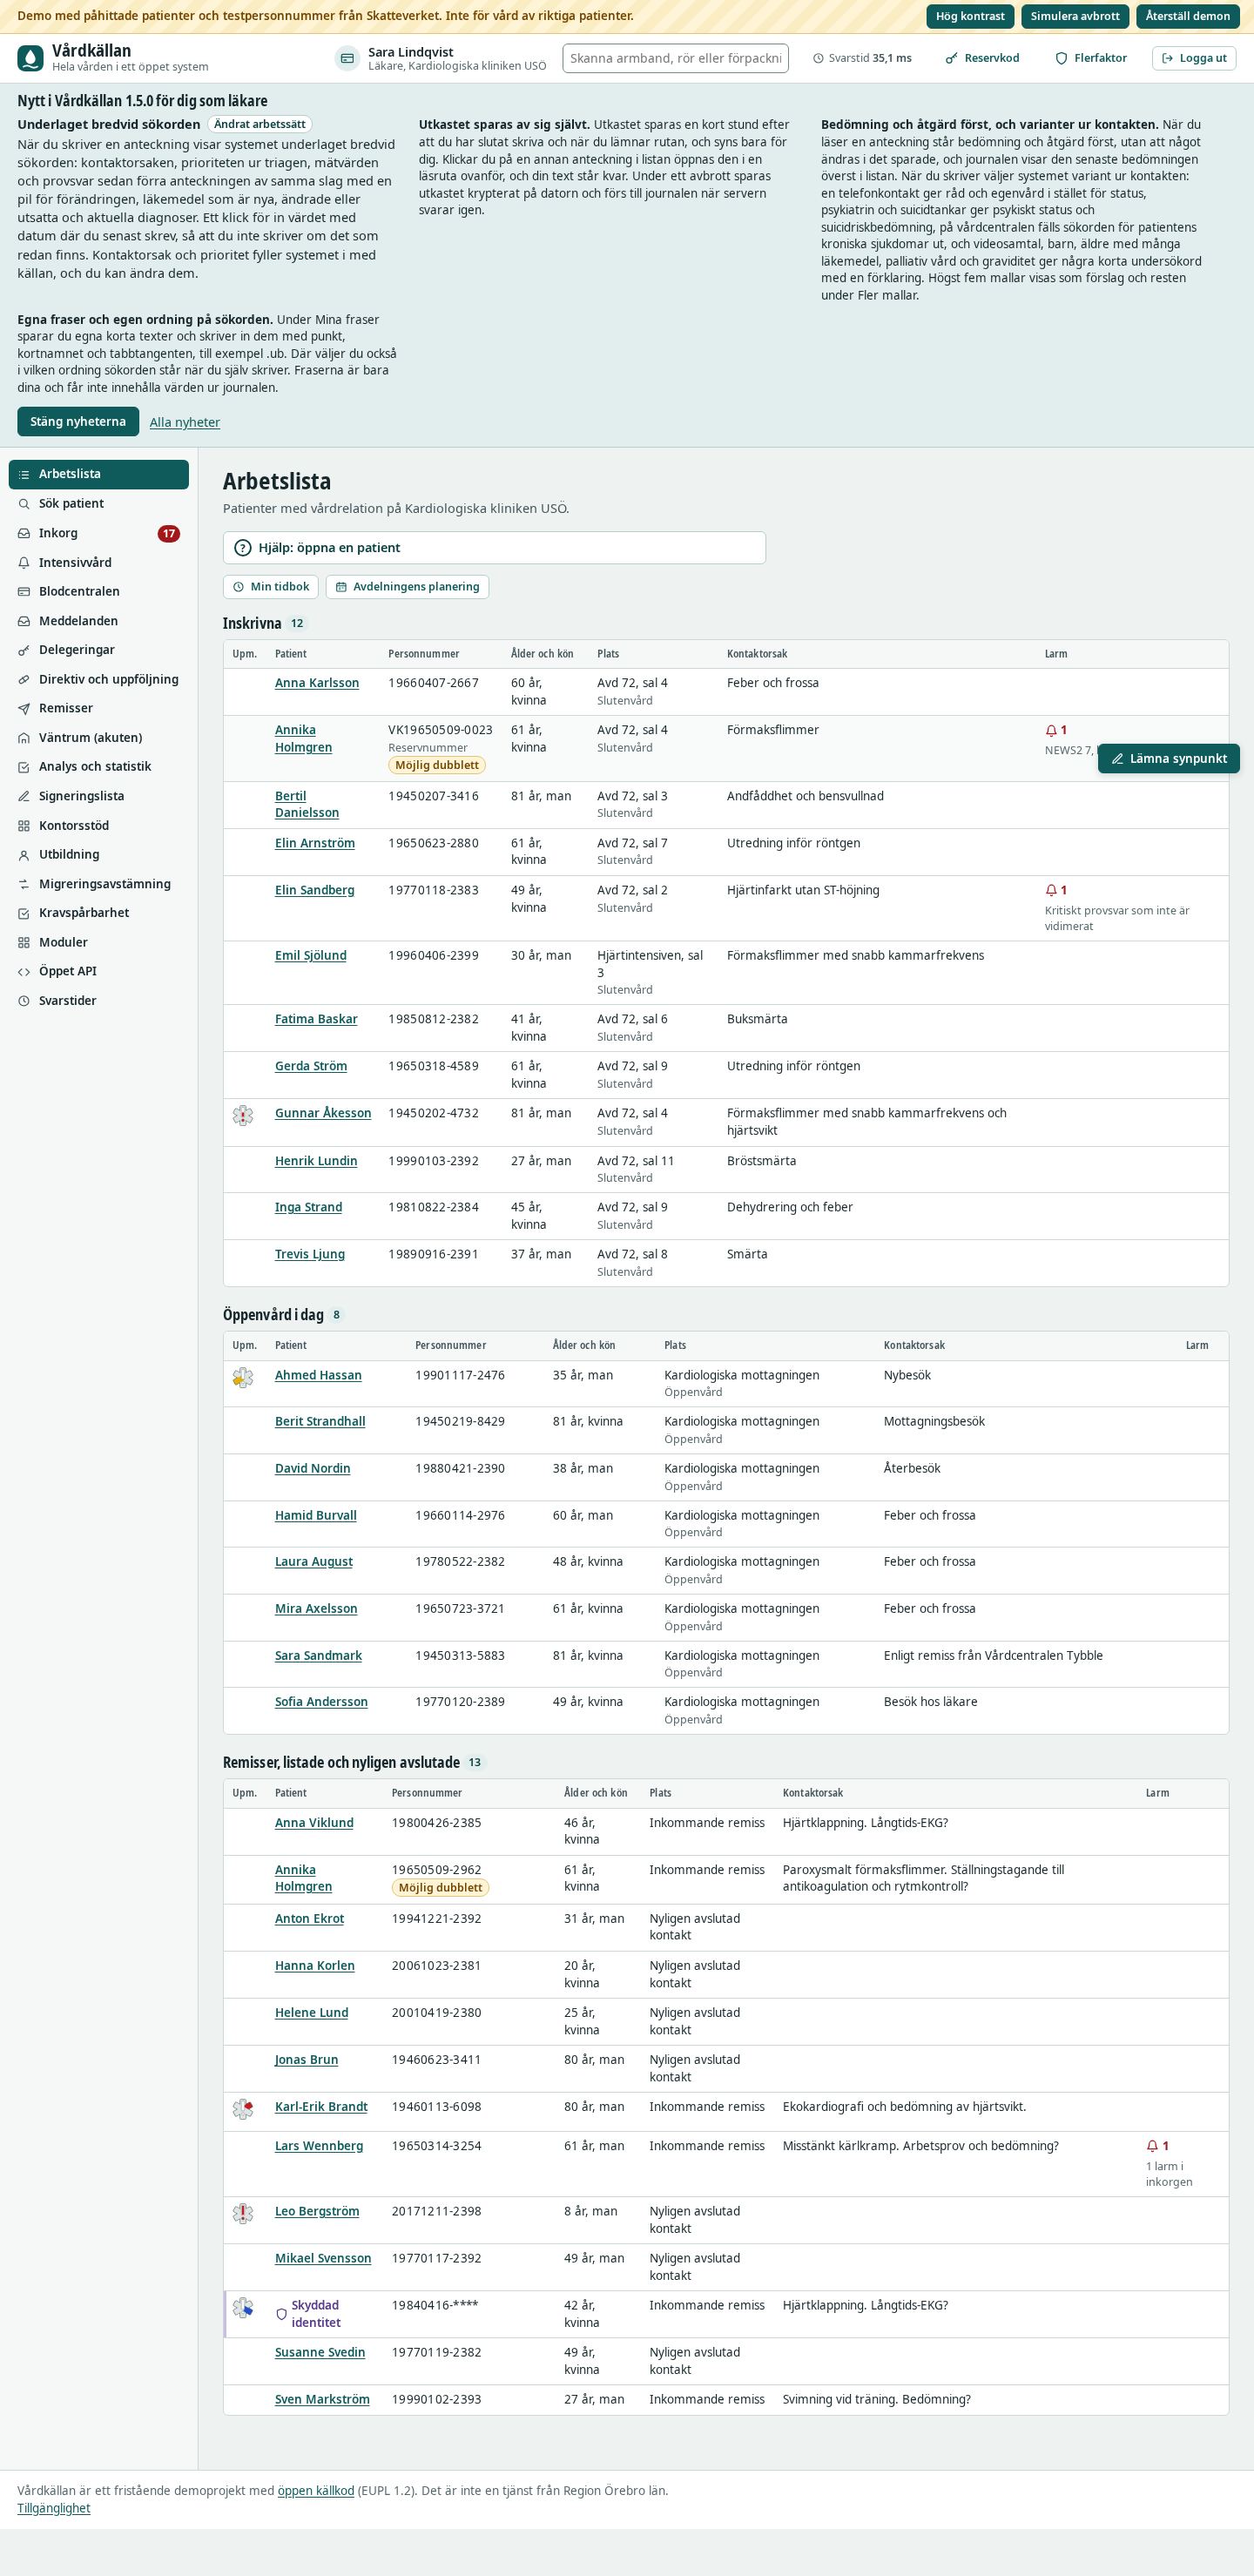 Demo med påhittade patienter och testpersonnummer från Skatteverket. Inte för vård av riktiga patienter.
Hög kontrast
Simulera avbrott
Återställ demon
Vårdkällan
Hela vården i ett öppet system
Sara Lindqvist
Läkare, Kardiologiska kliniken USÖ
Skanna armband, rör eller förpackni
Svarstid 35,1 ms
Reservkod
Flerfaktor
Logga ut
Nytt i Vårdkällan 1.5.0 för dig som läkare
Underlaget bredvid sökorden Ändrat arbetssätt
När du skriver en anteckning visar systemet underlaget bredvid
sökorden: kontaktorsaken, prioriteten ur triagen, mätvärden
och provsvar sedan förra anteckningen av samma slag med en
pil för förändringen, läkemedel som är nya, ändrade eller
utsatta och aktuella diagnoser. Ett klick för in värdet med
datum där du senast skrev, så att du inte skriver om det som
redan finns. Kontaktorsak och prioritet fyller systemet i med
källan, och du kan ändra dem.
Utkastet sparas av sig självt. Utkastet sparas en kort stund efter
att du har slutat skriva och när du lämnar rutan, och syns bara för
dig. Klickar du på en annan anteckning i listan öppnas den i en
läsruta ovanför, och din text står kvar. Under ett avbrott sparas
utkastet krypterat på datorn och förs till journalen när servern
svarar igen.
Bedömning och åtgärd först, och varianter ur kontakten. När du
läser en anteckning står bedömning och åtgärd först, utan att något
ändras i det sparade, och journalen visar den senaste bedömningen
överst i listan. När du skriver väljer systemet variant ur kontakten:
en telefonkontakt ger råd och egenvård i stället för status,
psykiatrin och suicidtankar ger psykiskt status och
suicidriskbedömning, på vårdcentralen fälls sökorden för patientens
kroniska sjukdomar ut, och videosamtal, barn, äldre med många
läkemedel, palliativ vård och graviditet ger några korta undersökord
med en förklaring. Högst fem mallar visas som förslag och resten
under Fler mallar.
Egna fraser och egen ordning på sökorden. Under Mina fraser
sparar du egna korta texter och skriver in dem med punkt,
kortnamnet och tabbtangenten, till exempel .ub. Där väljer du också
i vilken ordning sökorden står när du själv skriver. Fraserna är bara
dina och får inte innehålla värden ur journalen.
Stäng nyheterna
Alla nyheter
Arbetslista
Sök patient
Inkorg 17
Intensivvård
Blodcentralen
Meddelanden
Delegeringar
Direktiv och uppföljning
Remisser
Väntrum (akuten)
Analys och statistik
Signeringslista
Kontorsstöd
Utbildning
Migreringsavstämning
Kravspårbarhet
Moduler
Öppet API
Svarstider
Arbetslista
Patienter med vårdrelation på Kardiologiska kliniken USÖ.
? Hjälp: öppna en patient
Min tidbok
Avdelningens planering
Inskrivna 12
Upm. Patient Personnummer Ålder och kön Plats Kontaktorsak Larm
Anna Karlsson 19660407-2667 60 år, kvinna Avd 72, sal 4 Slutenvård Feber och frossa
Annika Holmgren VK19650509-0023 Reservnummer Möjlig dubblett 61 år, kvinna Avd 72, sal 4 Slutenvård Förmaksflimmer 1 NEWS2 7,
Lämna synpunkt
Bertil Danielsson 19450207-3416 81 år, man Avd 72, sal 3 Slutenvård Andfåddhet och bensvullnad
Elin Arnström 19650623-2880 61 år, kvinna Avd 72, sal 7 Slutenvård Utredning inför röntgen
Elin Sandberg 19770118-2383 49 år, kvinna Avd 72, sal 2 Slutenvård Hjärtinfarkt utan ST-höjning 1 Kritiskt provsvar som inte är vidimerat
Emil Sjölund 19960406-2399 30 år, man Hjärtintensiven, sal 3 Slutenvård Förmaksflimmer med snabb kammarfrekvens
Fatima Baskar 19850812-2382 41 år, kvinna Avd 72, sal 6 Slutenvård Buksmärta
Gerda Ström 19650318-4589 61 år, kvinna Avd 72, sal 9 Slutenvård Utredning inför röntgen
Gunnar Åkesson 19450202-4732 81 år, man Avd 72, sal 4 Slutenvård Förmaksflimmer med snabb kammarfrekvens och hjärtsvikt
Henrik Lundin 19990103-2392 27 år, man Avd 72, sal 11 Slutenvård Bröstsmärta
Inga Strand 19810822-2384 45 år, kvinna Avd 72, sal 9 Slutenvård Dehydrering och feber
Trevis Ljung 19890916-2391 37 år, man Avd 72, sal 8 Slutenvård Smärta
Öppenvård i dag 8
Upm. Patient Personnummer Ålder och kön Plats Kontaktorsak Larm
Ahmed Hassan 19901117-2476 35 år, man Kardiologiska mottagningen Öppenvård Nybesök
Berit Strandhall 19450219-8429 81 år, kvinna Kardiologiska mottagningen Öppenvård Mottagningsbesök
David Nordin 19880421-2390 38 år, man Kardiologiska mottagningen Öppenvård Återbesök
Hamid Burvall 19660114-2976 60 år, man Kardiologiska mottagningen Öppenvård Feber och frossa
Laura August 19780522-2382 48 år, kvinna Kardiologiska mottagningen Öppenvård Feber och frossa
Mira Axelsson 19650723-3721 61 år, kvinna Kardiologiska mottagningen Öppenvård Feber och frossa
Sara Sandmark 19450313-5883 81 år, kvinna Kardiologiska mottagningen Öppenvård Enligt remiss från Vårdcentralen Tybble
Sofia Andersson 19770120-2389 49 år, kvinna Kardiologiska mottagningen Öppenvård Besök hos läkare
Remisser, listade och nyligen avslutade 13
Upm. Patient Personnummer Ålder och kön Plats Kontaktorsak Larm
Anna Viklund 19800426-2385 46 år, kvinna Inkommande remiss Hjärtklappning. Långtids-EKG?
Annika Holmgren 19650509-2962 Möjlig dubblett 61 år, kvinna Inkommande remiss Paroxysmalt förmaksflimmer. Ställningstagande till antikoagulation och rytmkontroll?
Anton Ekrot 19941221-2392 31 år, man Nyligen avslutad kontakt
Hanna Korlen 20061023-2381 20 år, kvinna Nyligen avslutad kontakt
Helene Lund 20010419-2380 25 år, kvinna Nyligen avslutad kontakt
Jonas Brun 19460623-3411 80 år, man Nyligen avslutad kontakt
Karl-Erik Brandt 19460113-6098 80 år, man Inkommande remiss Ekokardiografi och bedömning av hjärtsvikt.
Lars Wennberg 19650314-3254 61 år, man Inkommande remiss Misstänkt kärlkramp. Arbetsprov och bedömning? 1 1 larm i inkorgen
Leo Bergström 20171211-2398 8 år, man Nyligen avslutad kontakt
Mikael Svensson 19770117-2392 49 år, man Nyligen avslutad kontakt
Skyddad identitet 19840416-**** 42 år, kvinna Inkommande remiss Hjärtklappning. Långtids-EKG?
Susanne Svedin 19770119-2382 49 år, kvinna Nyligen avslutad kontakt
Sven Markström 19990102-2393 27 år, man Inkommande remiss Svimning vid träning. Bedömning?
Vårdkällan är ett fristående demoprojekt med öppen källkod (EUPL 1.2). Det är inte en tjänst från Region Örebro län.
Tillgänglighet